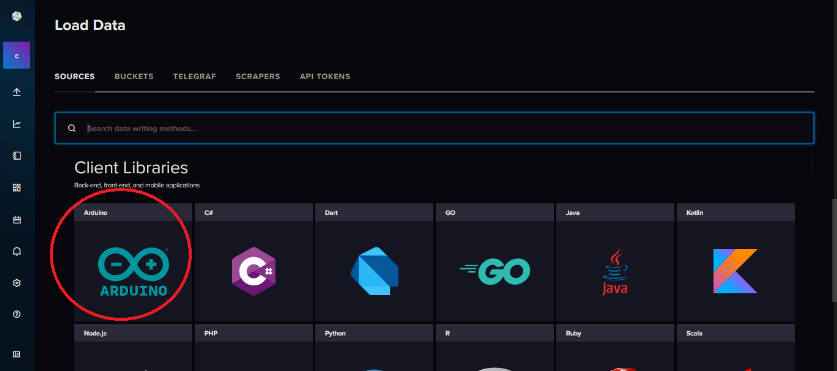 Load Data
c
SOURCES BUCKETS TELEGRAF SCRAPERS API TOKENS
Search data writing methods...
Client Libraries
Back-end, front-end, and mobile applications
Arduino C# Dart GO Java Kotlin
ARDUINO C# GO Java
Node.js PHP Python R Ruby Scala